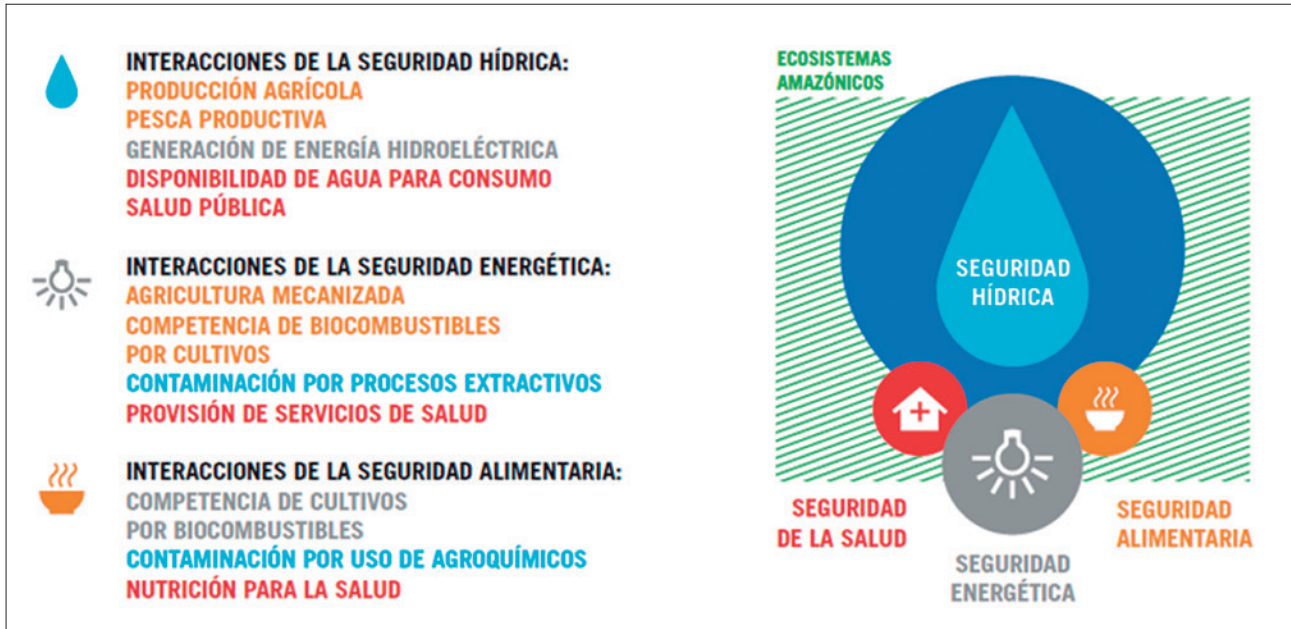 INTERACCIONES DE LA SEGURIDAD HÍDRICA:
PRODUCCIÓN AGRÍCOLA
PESCA PRODUCTIVA
GENERACIÓN DE ENERGÍA HIDROELÉCTRICA
DISPONIBILIDAD DE AGUA PARA CONSUMO
SALUD PÚBLICA
INTERACCIONES DE LA SEGURIDAD ENERGÉTICA:
AGRICULTURA MECANIZADA
COMPETENCIA DE BIOCOMBUSTIBLES
POR CULTIVOS
CONTAMINACIÓN POR PROCESOS EXTRACTIVOS
PROVISIÓN DE SERVICIOS DE SALUD
INTERACCIONES DE LA SEGURIDAD ALIMENTARIA:
COMPETENCIA DE CULTIVOS
POR BIOCOMBUSTIBLES
CONTAMINACIÓN POR USO DE AGROQUÍMICOS
NUTRICIÓN PARA LA SALUD
ECOSISTEMAS
AMAZÓNICOS
SEGURIDAD
HÍDRICA
SEGURIDAD
DE LA SALUD
SEGURIDAD
ENERGÉTICA
SEGURIDAD
ALIMENTARIA